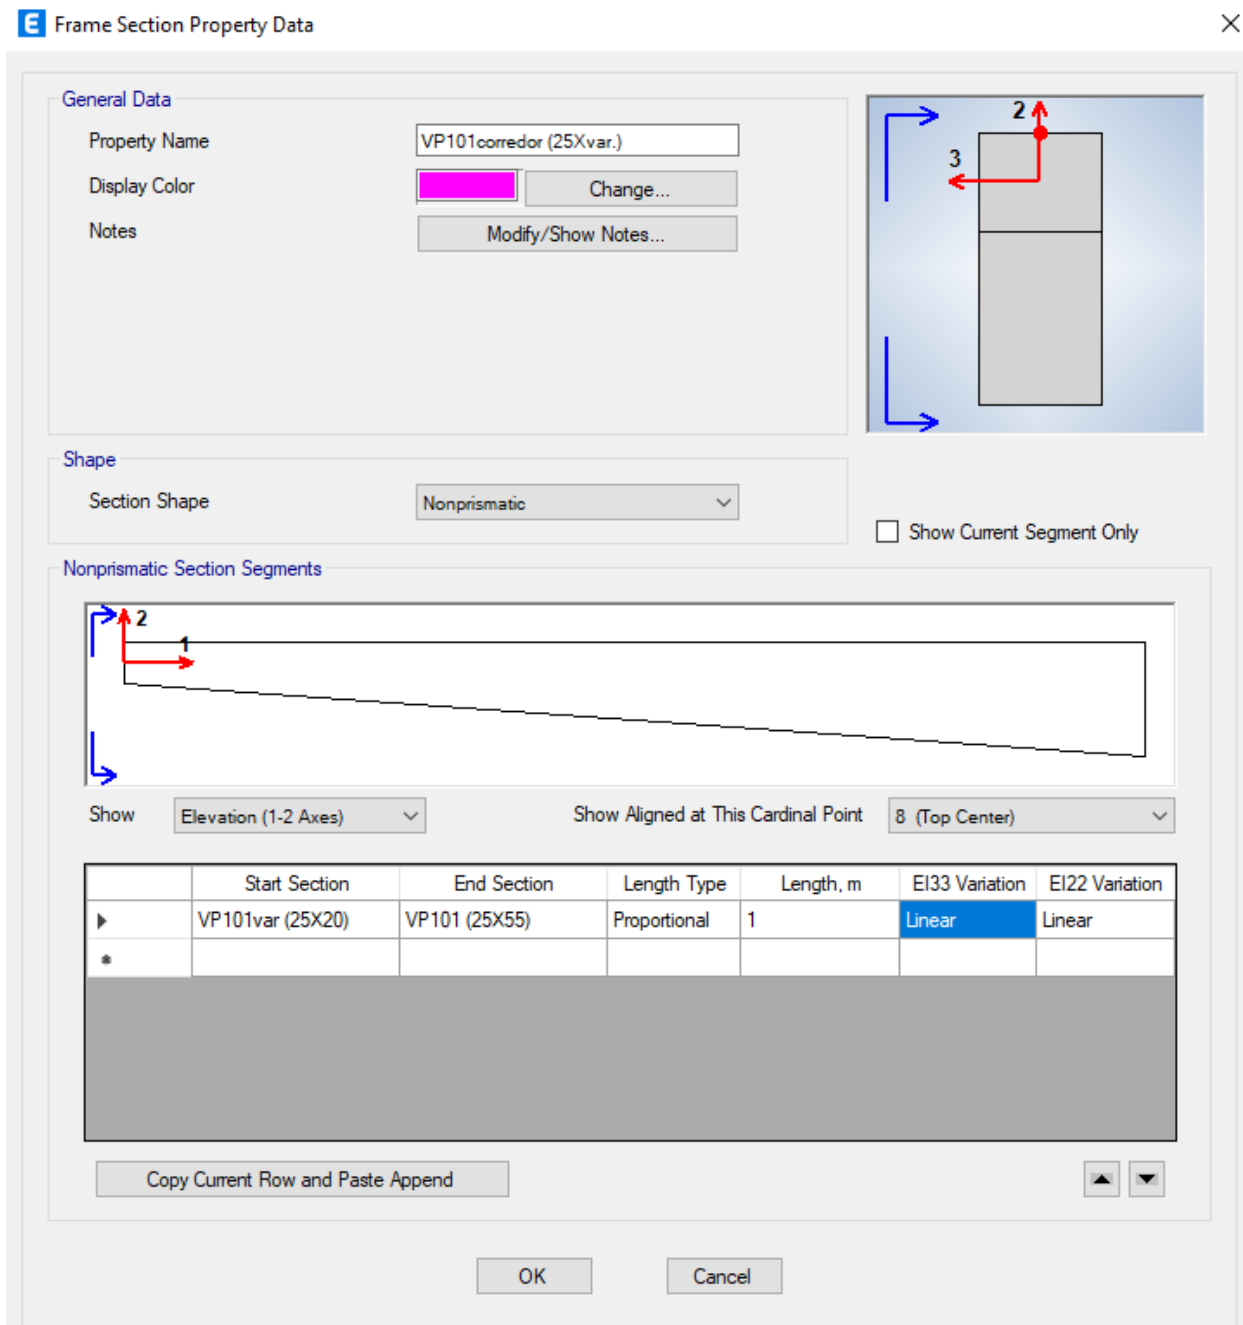 E Frame Section Property Data
General Data
Property Name VP101corredor (25Xvar.)
Display Color Change...
Notes Modify/Show Notes...
2
3
Shape
Section Shape Nonprismatic
Show Current Segment Only
Nonprismatic Section Segments
2
1
Show Elevation (1-2 Axes) Show Aligned at This Cardinal Point 8 (Top Center)
Start Section End Section Length Type Length, m EI33 Variation EI22 Variation
VP101var (25X20) VP101 (25X55) Proportional 1 Linear Linear
*
Copy Current Row and Paste Append
OK Cancel